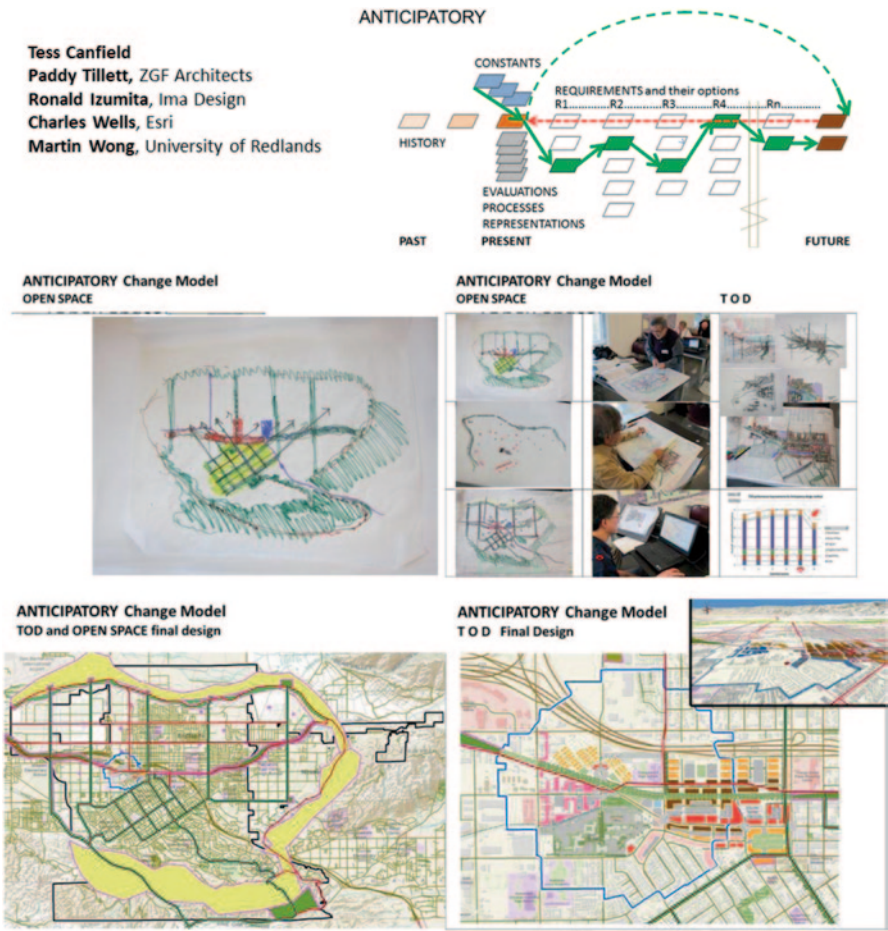 ANTICIPATORY
Tess Canfield
Paddy Tillett, ZGF Architects
Ronald Izumita, Ima Design
Charles Wells, Esri
Martin Wong, University of Redlands
CONSTANTS
REQUIREMENTS and their options
R1..............R2..............R3..............R4..............Rn..............
HISTORY
EVALUATIONS
PROCESSES
REPRESENTATIONS
PAST
PRESENT
FUTURE
ANTICIPATORY Change Model
OPEN SPACE
ANTICIPATORY Change Model
OPEN SPACE
T O D
ANTICIPATORY Change Model
TOD and OPEN SPACE final design
ANTICIPATORY Change Model
T O D Final Design